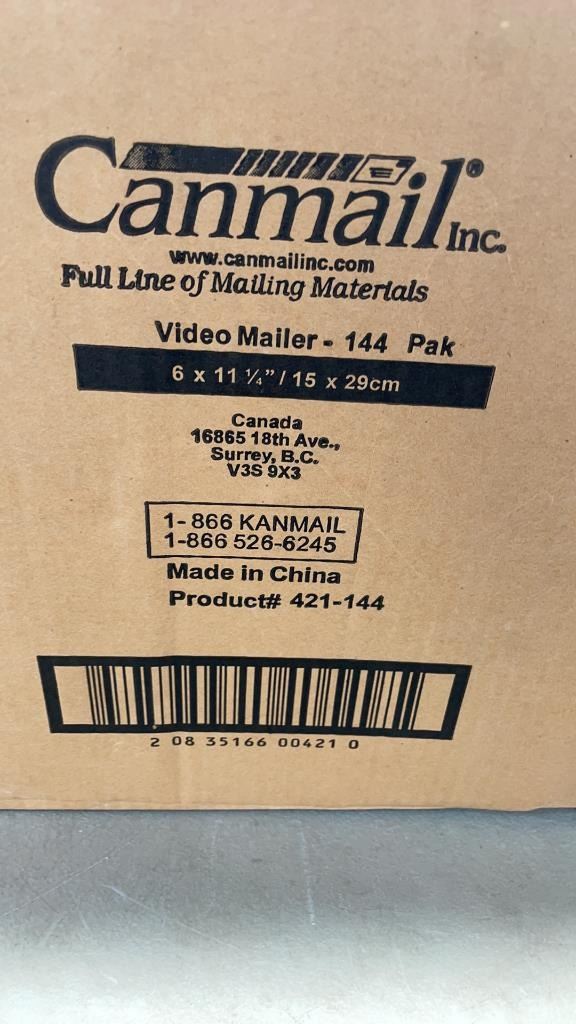 Canmail® Inc.
www.canmailinc.com
Full Line of Mailing Materials
Video Mailer - 144 Pak
6 x 11 ¼" / 15 x 29cm
Canada
16865 18th Ave.,
Surrey, B.C.
V3S 9X3
1- 866 KANMAIL
1-866 526-6245
Made in China
Product# 421-144
2 08 35166 00421 0